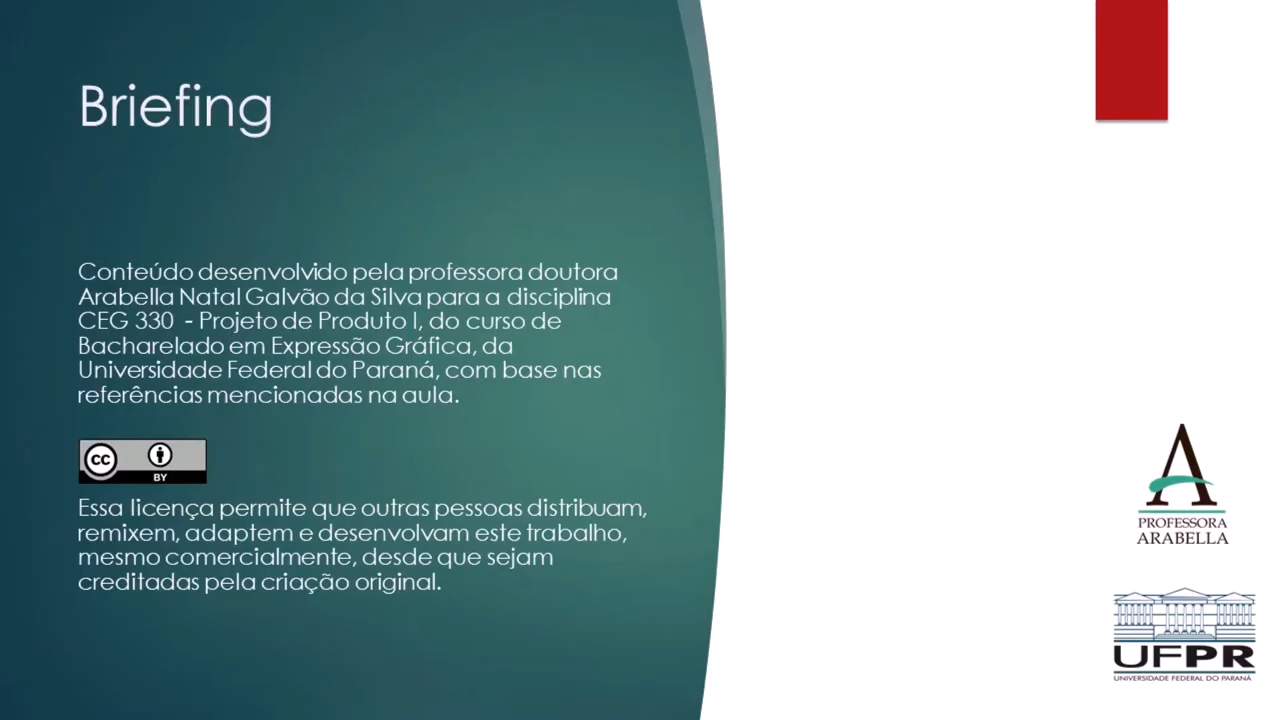 Briefing
Conteúdo desenvolvido pela professora doutora
Arabella Natal Galvão da Silva para a disciplina
CEG 330 - Projeto de Produto I, do curso de
Bacharelado em Expressão Gráfica, da
Universidade Federal do Paraná, com base nas
referências mencionadas na aula.
cc
BY
Essa licença permite que outras pessoas distribuam,
remixem, adaptem e desenvolvam este trabalho,
mesmo comercialmente, desde que sejam
creditadas pela criação original.
A
PROFESSORA
ARABELLA
UFPR
UNIVERSIDADE FEDERAL DO PARANÁ